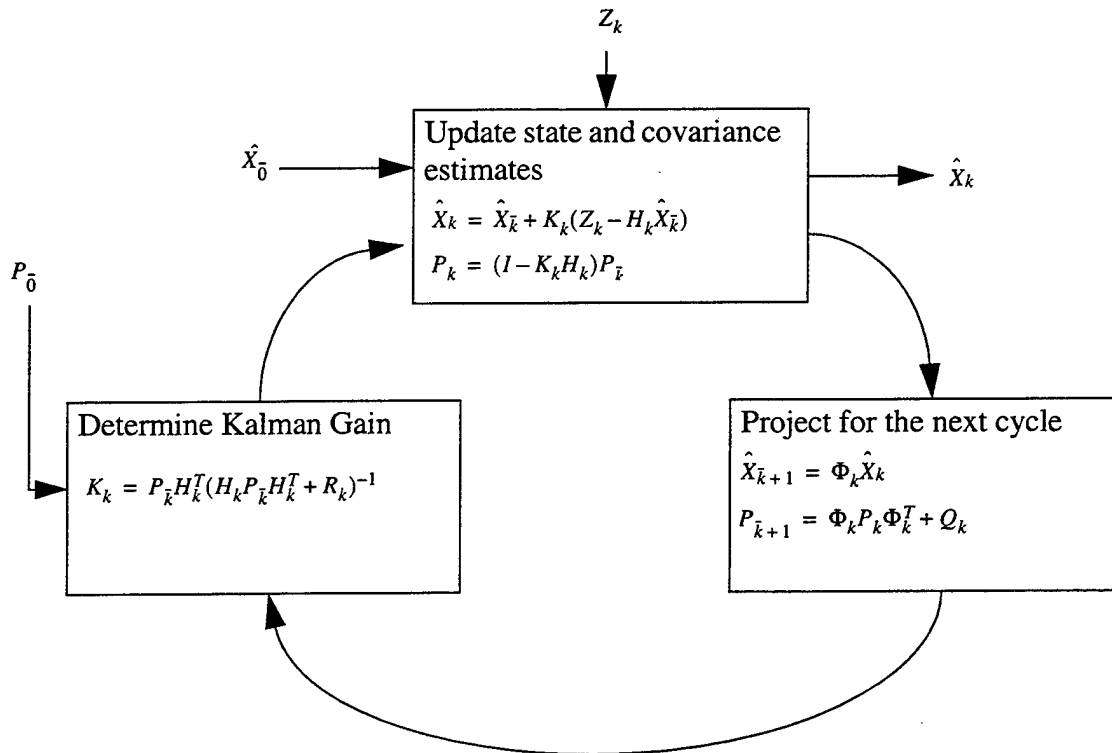 Z_k
Update state and covariance
estimates
X̂_0̄
X̂_k
X̂_k = X̂_k̄ + K_k(Z_k − H_k X̂_k̄)
P_k = (I − K_k H_k)P_k̄
P_0̄
Determine Kalman Gain
K_k = P_k̄ H_k^T (H_k P_k̄ H_k^T + R_k)^−1
Project for the next cycle
X̂_k̄+1 = Φ_k X̂_k
P_k̄+1 = Φ_k P_k Φ_k^T + Q_k